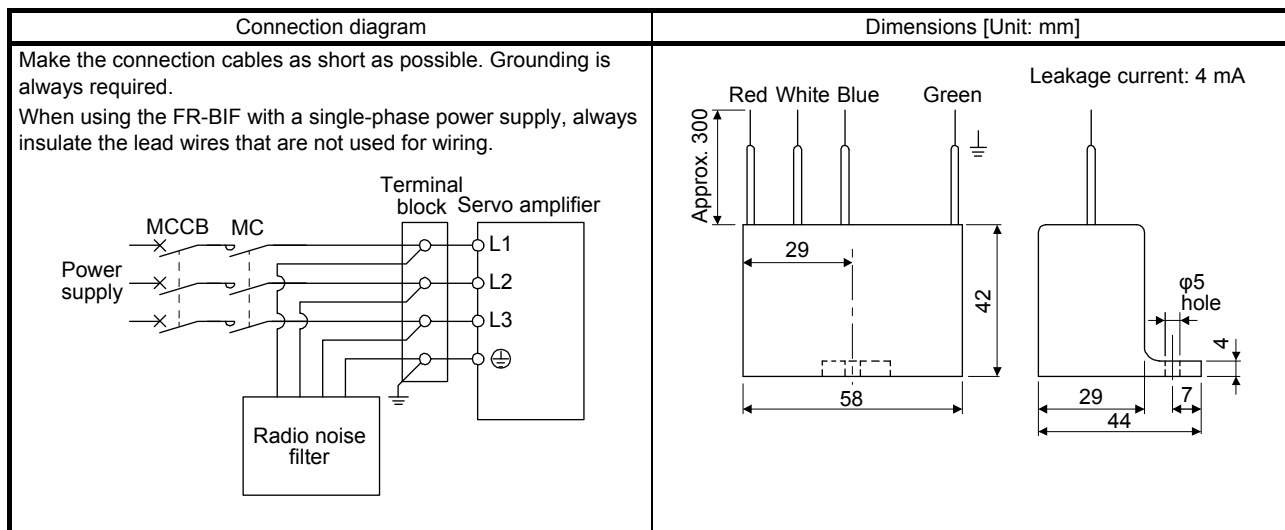 Connection diagram
Dimensions [Unit: mm]
Make the connection cables as short as possible. Grounding is
always required.
When using the FR-BIF with a single-phase power supply, always
insulate the lead wires that are not used for wiring.
Terminal
block
Servo amplifier
MCCB
MC
Power
supply
L1
L2
L3
Radio noise
filter
Leakage current: 4 mA
Red
White
Blue
Green
Approx. 300
29
42
58
φ5
hole
4
29
7
44